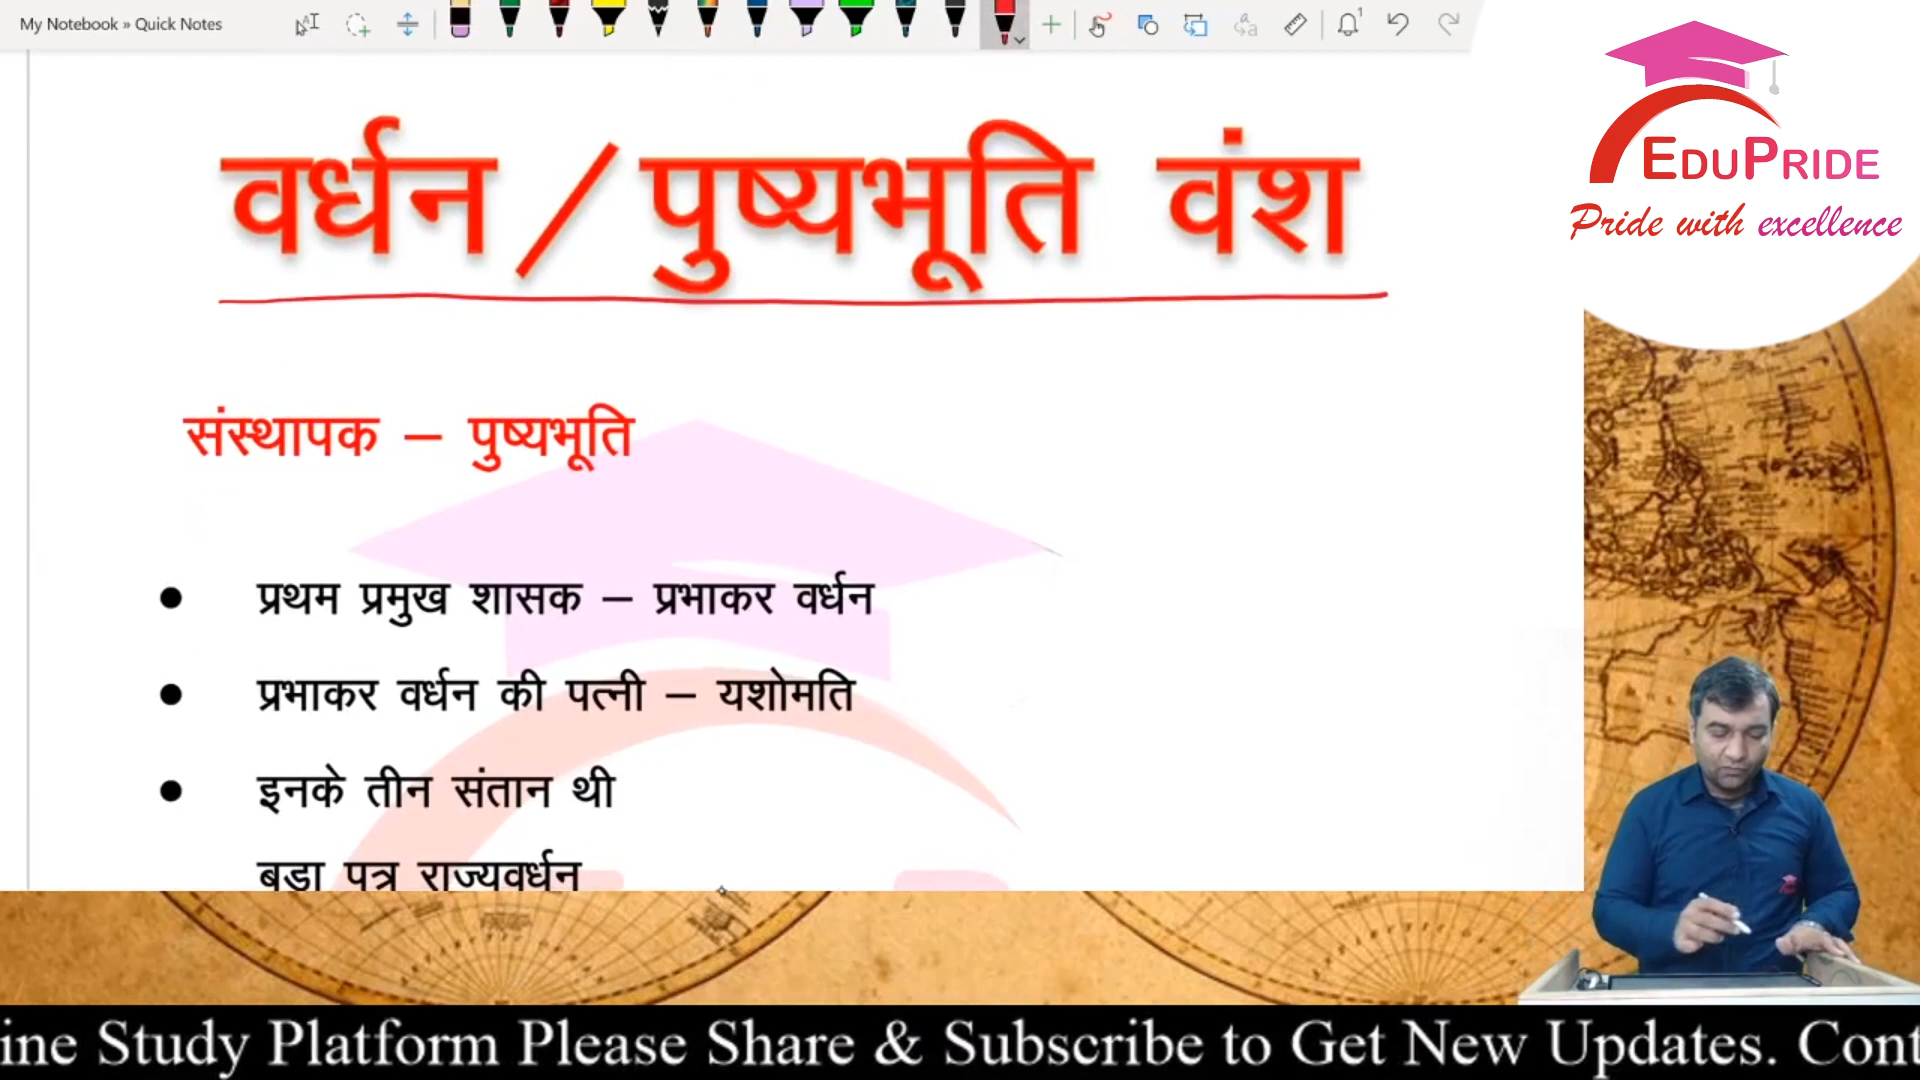 My Notebook » Quick Notes
EDUPRIDE
Pride with excellence
वर्धन/पुष्यभूति वंश
संस्थापक – पुष्यभूति
● प्रथम प्रमुख शासक – प्रभाकर वर्धन
● प्रभाकर वर्धन की पत्नी – यशोमति
● इनके तीन संतान थी
बड़ा पुत्र राज्यवर्धन
ine Study Platform Please Share & Subscribe to Get New Updates. Cont